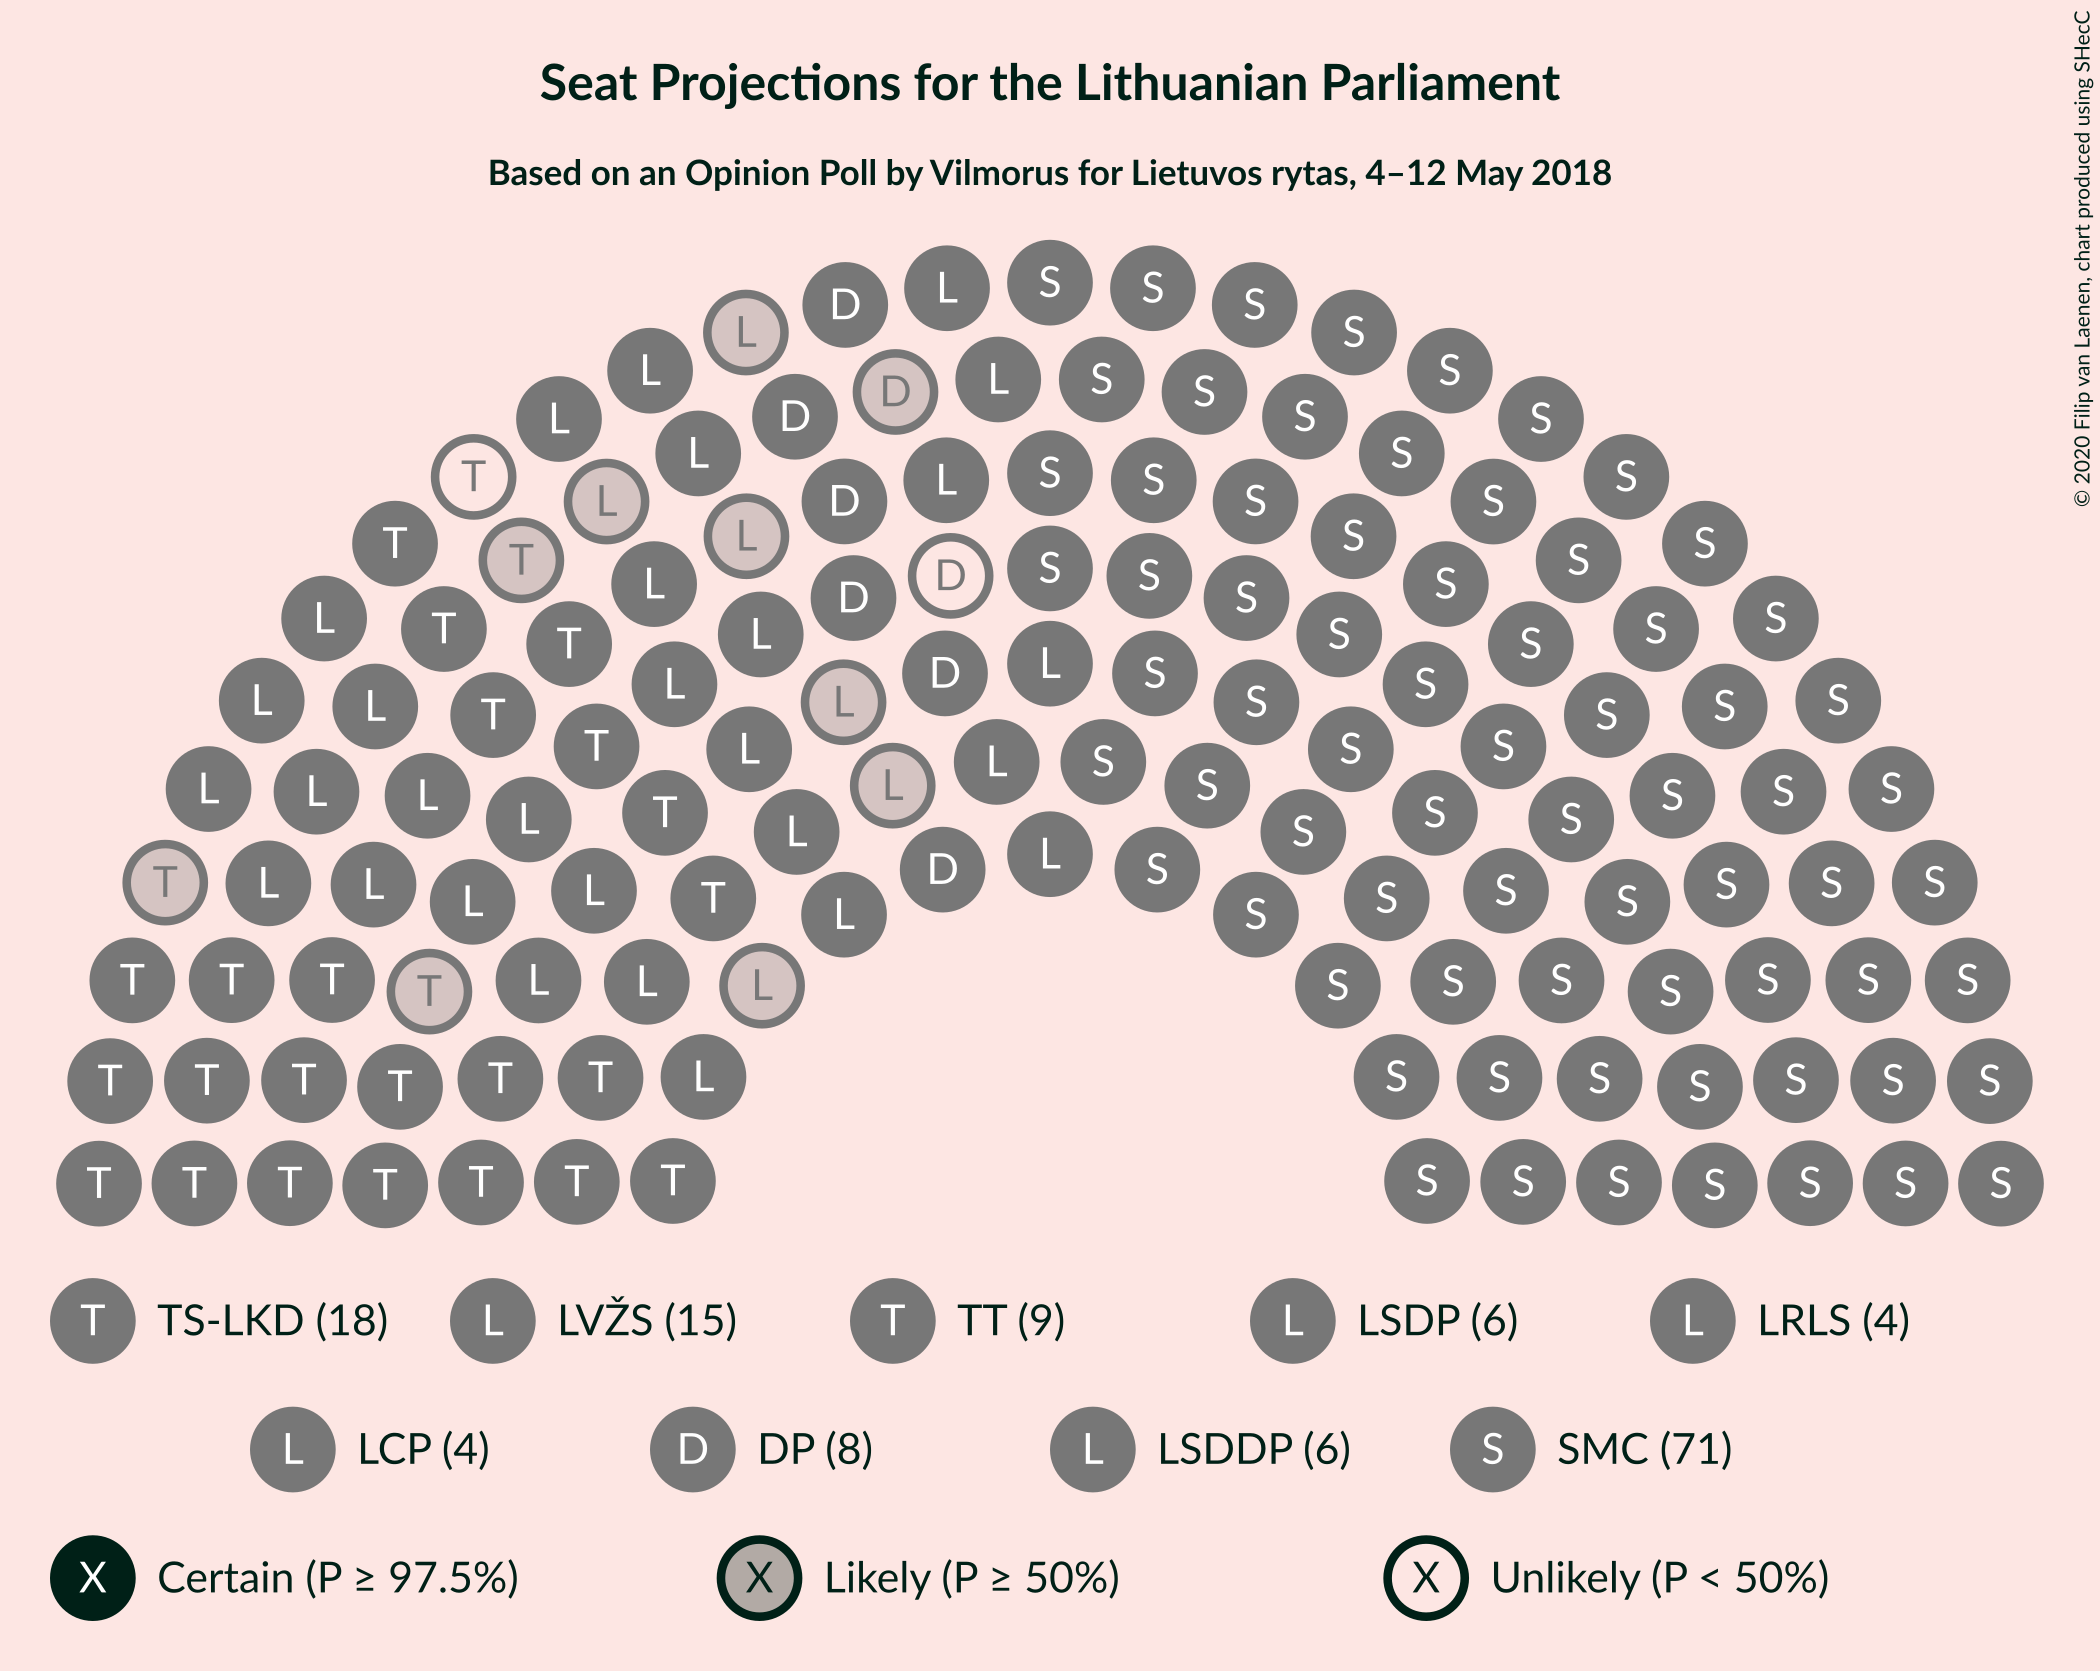 Seat Projections for the Lithuanian Parliament
Based on an Opinion Poll by Vilmorus for Lietuvos rytas, 4–12 May 2018
© 2020 Filip van Laenen, chart produced using SHecC
D L S S S
L S
L D L S S S
L D S S
L S
T L S S S
L D S S
T L S S
T D S S S
L D S S
L T T L S S S S
L D L S S
L L T L S S S S
T L S S
L L L L L S S S S S
L T L S S S
T L L L L T D L S S S S S S S
L S
T T T T L L L S S S S S S S
T T T T T T L S S S S S S S
T T T T T T T S S S S S S S
T TS-LKD (18) L LVŽS (15) T TT (9) L LSDP (6) L LRLS (4)
L LCP (4) D DP (8) L LSDDP (6) S SMC (71)
X Certain (P ≥ 97.5%) X Likely (P ≥ 50%) X Unlikely (P < 50%)